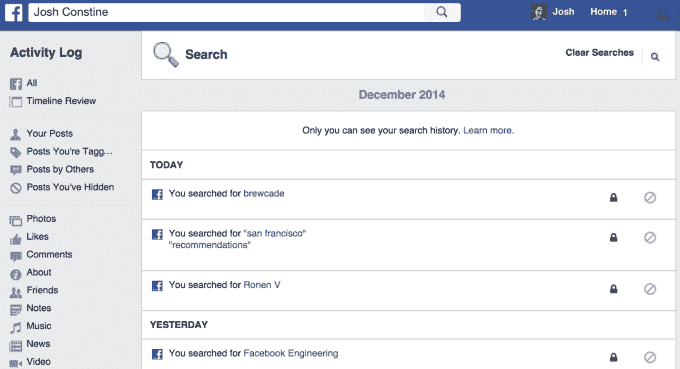 Josh Constine
Josh
Home 1
Activity Log
All
Timeline Review
Your Posts
Posts You're Tagg...
Posts by Others
Posts You've Hidden
Photos
Likes
Comments
About
Friends
Notes
Music
News
Video
Search
Clear Searches
December 2014
Only you can see your search history. Learn more.
TODAY
You searched for brewcade
You searched for "san francisco"
"recommendations"
You searched for Ronen V
YESTERDAY
You searched for Facebook Engineering